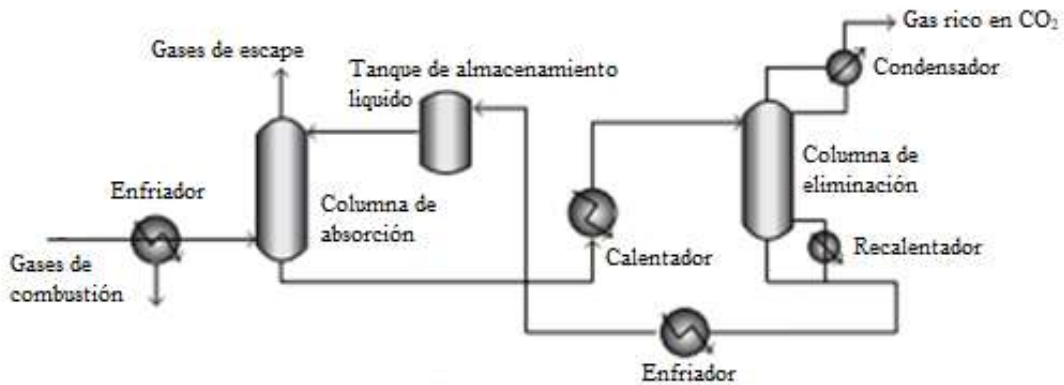 Gas rico en CO₂
Gases de escape
Condensador
Tanque de almacenamiento
liquido
Columna de
eliminación
Enfriador
Columna de
absorción
Recalentador
Calentador
Gases de
combustión
Enfriador